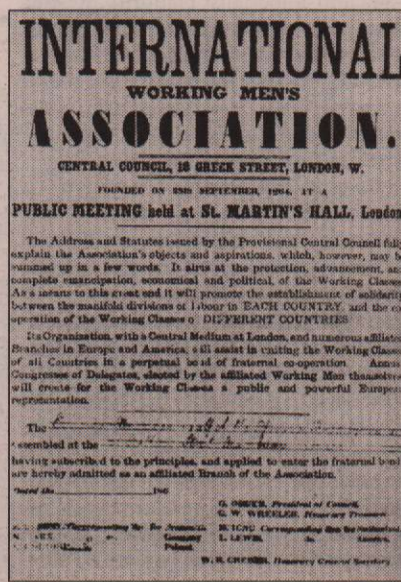 INTERNATIONAL
WORKING MEN'S
ASSOCIATION.
CENTRAL COUNCIL, 18 GREEK STREET, LONDON, W.
FOUNDED ON 28TH SEPTEMBER, 1864, AT A
PUBLIC MEETING held at St. MARTIN'S HALL, London
The Address and Statutes issued by the Provisional Central Council fully
explain the Association's objects and aspirations, which, however, may be
summed up in a few words. It aims at the protection, advancement, and
complete emancipation, economical and political, of the Working Classes
As a means to this great end it will promote the establishment of solidarity
between the manifold divisions of labour in EACH COUNTRY, and the co-
operation of the Working Classes of DIFFERENT COUNTRIES
Its Organization, with a Central Medium at London, and numerous affiliated
Branches in Europe and America, will assist in uniting the Working Classes
of all Countries in a perpetual bond of fraternal co-operation. Annual
Congresses of Delegates, elected by the affiliated Working Men themselves
will create for the Working Classes a public and powerful European
representation.
The
assembled at the
having subscribed to the principles, and applied to enter the fraternal bond,
are hereby admitted as an affiliated Branch of the Association.
Dated the 186
G. ODGER, President of Council.
G. W. WHEELER, Honorary Treasurer
Corresponding Sec. for
Germany
L. LEWIS,
Poland
W. R. CREMER, Honorary General Secretary